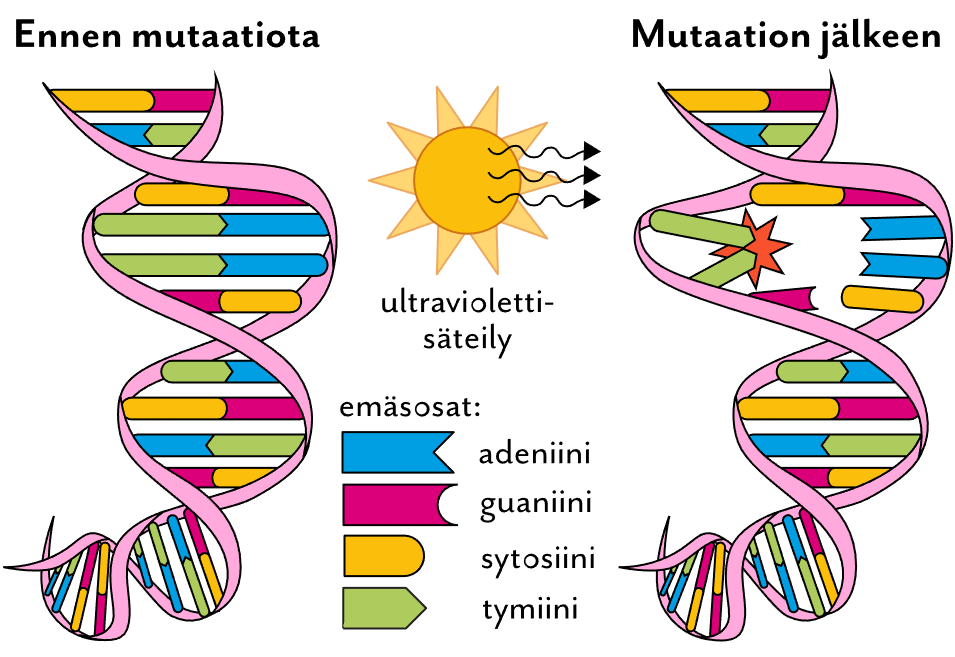 Ennen mutaatiota
Mutaation jälkeen
ultravioletti-
säteily
emäsosat:
adeniini
guaniini
sytosiini
tymiini